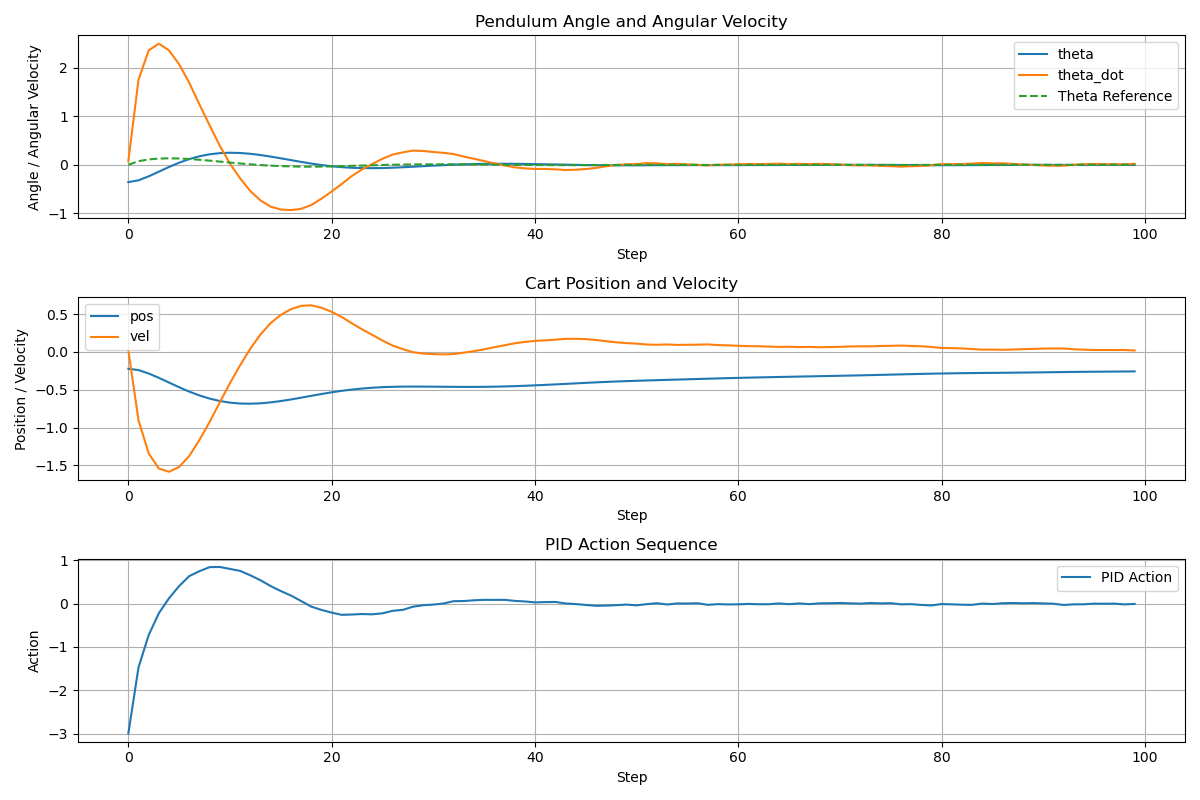 Pendulum Angle and Angular Velocity
Angle / Angular Velocity
2
1
0
−1
theta
theta_dot
Theta Reference
0 20 40 60 80 100
Step
Cart Position and Velocity
Position / Velocity
0.5
0.0
−0.5
−1.0
−1.5
pos
vel
0 20 40 60 80 100
Step
PID Action Sequence
Action
1
0
−1
−2
−3
PID Action
0 20 40 60 80 100
Step